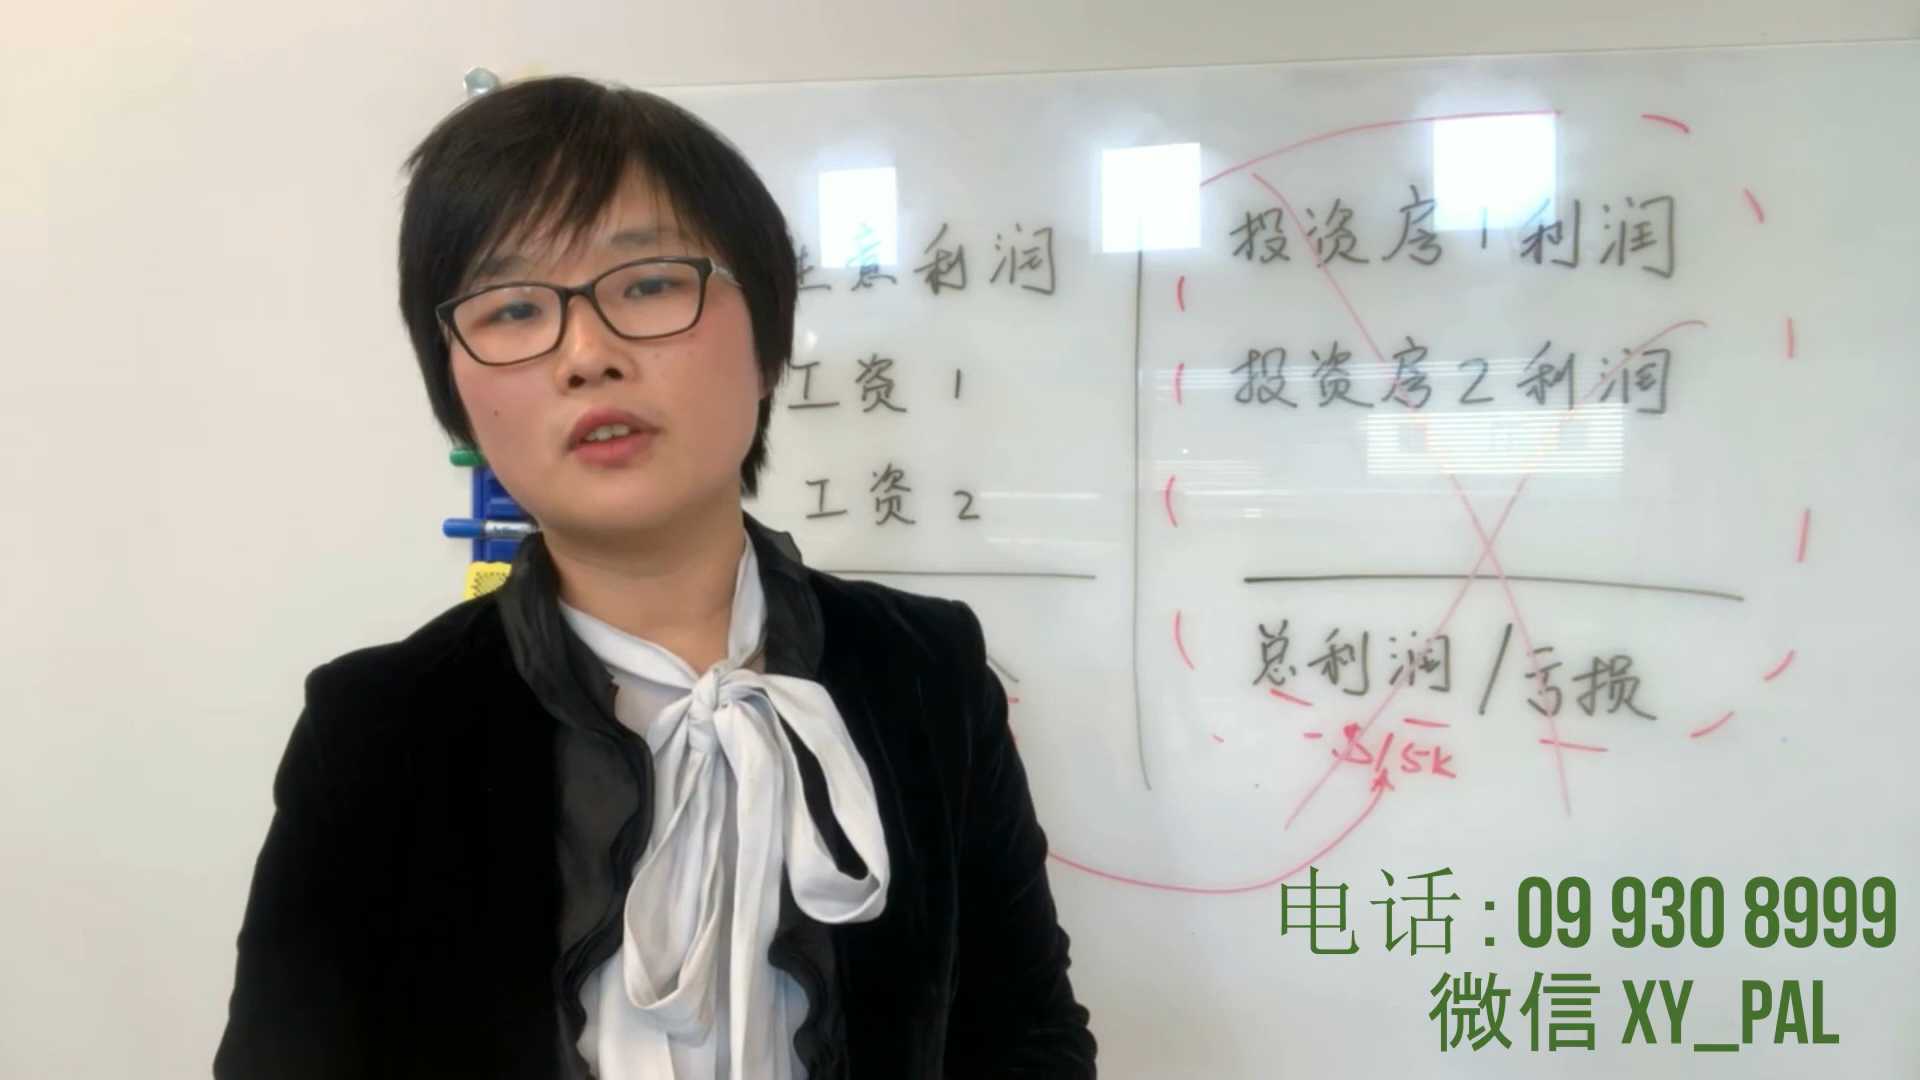 生意利润
工资1
工资2
投资房1利润
投资房2利润
总利润/亏损
-$15K
电话:09 930 8999
微信 XY_PAL